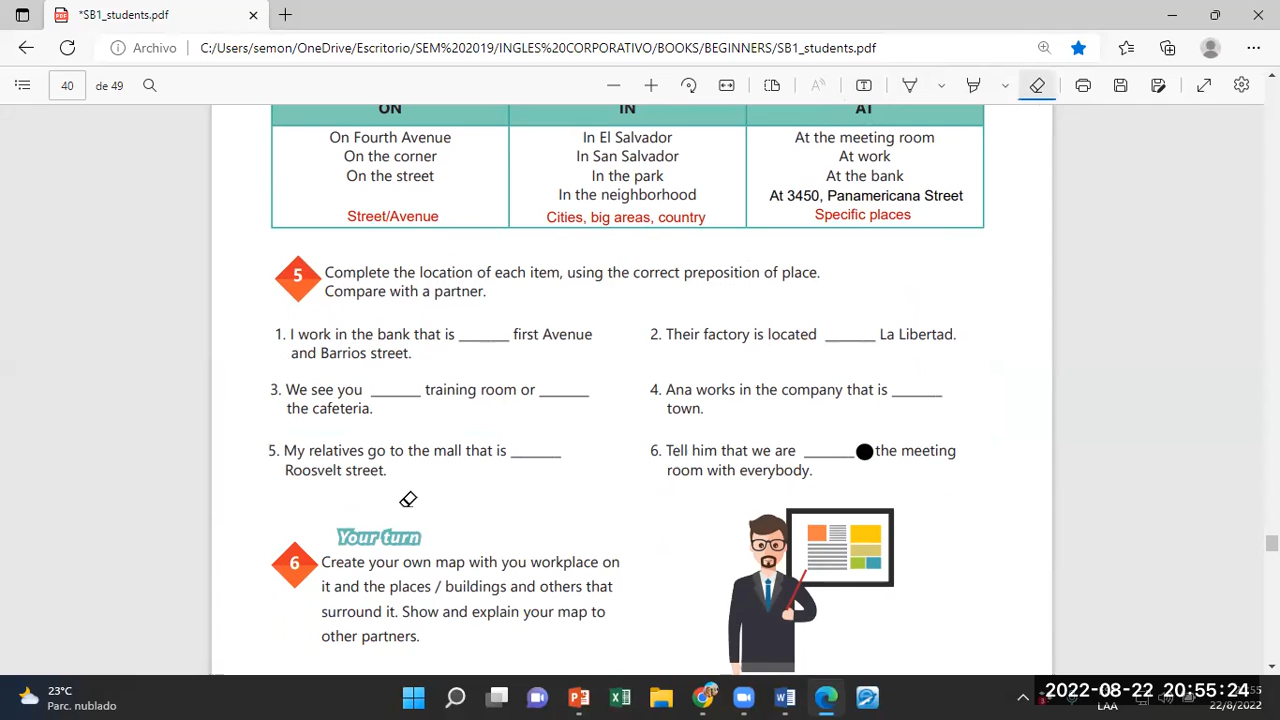 *SB1_students.pdf
Archivo C:/Users/semon/OneDrive/Escritorio/SEM%202019/INGLES%20CORPORATIVO/BOOKS/BEGINNERS/SB1_students.pdf
40 de 49
ON IN AT
On Fourth Avenue In El Salvador At the meeting room
On the corner In San Salvador At work
On the street In the park At the bank
In the neighborhood At 3450, Panamericana Street
Street/Avenue Cities, big areas, country Specific places
5 Complete the location of each item, using the correct preposition of place.
Compare with a partner.
1. I work in the bank that is _______ first Avenue
and Barrios street.
2. Their factory is located _______ La Libertad.
3. We see you _______ training room or _______
the cafeteria.
4. Ana works in the company that is _______
town.
5. My relatives go to the mall that is _______
Roosvelt street.
6. Tell him that we are _______ the meeting
room with everybody.
Your turn
6 Create your own map with you workplace on
it and the places / buildings and others that
surround it. Show and explain your map to
other partners.
23°C
Parc. nublado
2022-08-22 20:55:24
LAA 22/8/2022